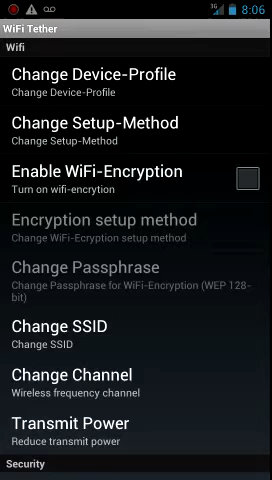 3G 8:06
WiFi Tether
Wifi
Change Device-Profile
Change Device-Profile
Change Setup-Method
Change Setup-Method
Enable WiFi-Encryption
Turn on wifi-encrytion
Encryption setup method
Change WiFi-Ecryption setup method
Change Passphrase
Change Passphrase for WiFi-Encryption (WEP 128-
bit)
Change SSID
Change SSID
Change Channel
Wireless frequency channel
Transmit Power
Reduce transmit power
Security